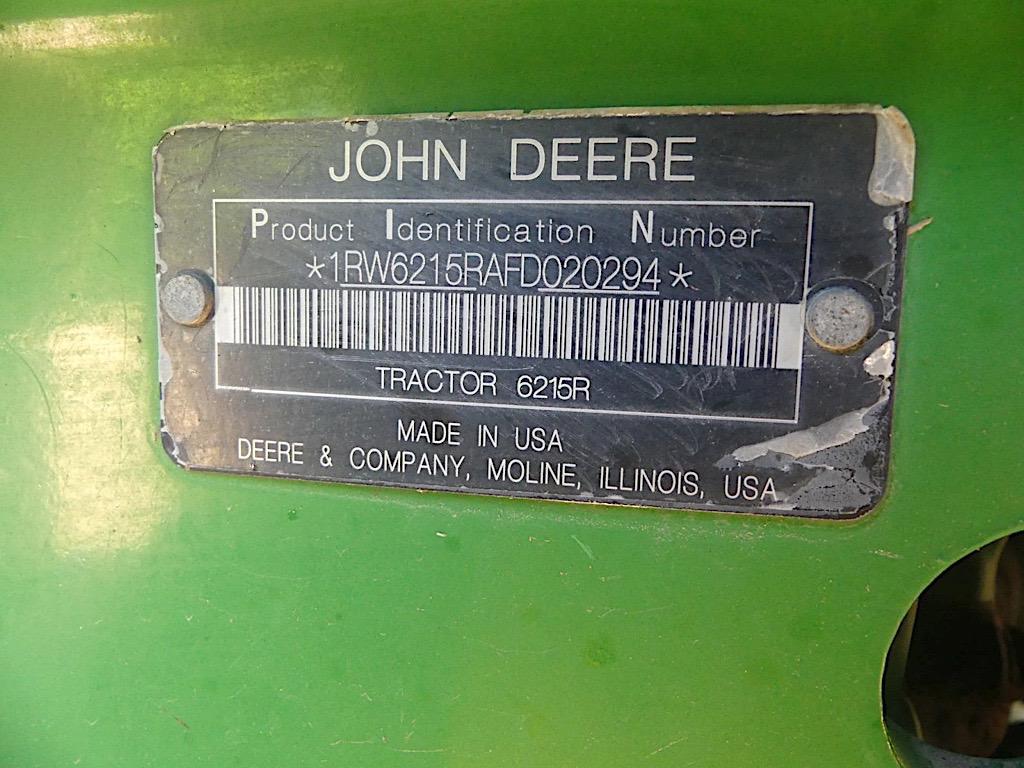 JOHN DEERE
Product Identification Number
*1RW6215RAFD020294*
TRACTOR 6215R
MADE IN USA
DEERE & COMPANY, MOLINE, ILLINOIS, USA